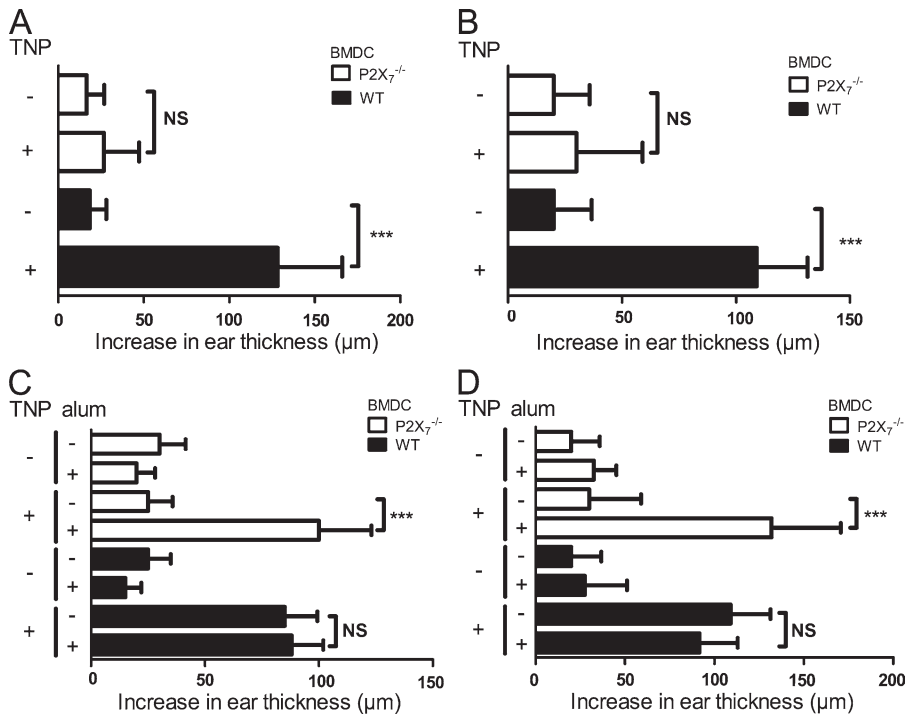 A
TNP
BMDC
P2X₇⁻/⁻
WT
-
+
-
+
NS
***
0 50 100 150 200
Increase in ear thickness (μm)
B
TNP
BMDC
P2X₇⁻/⁻
WT
-
+
-
+
NS
***
0 50 100 150
Increase in ear thickness (μm)
C
TNP alum
BMDC
P2X₇⁻/⁻
WT
- -
+
+ -
+
- -
+
+ -
+
***
NS
0 50 100 150
Increase in ear thickness (μm)
D
TNP alum
BMDC
P2X₇⁻/⁻
WT
- -
+
+ -
+
- -
+
+ -
+
***
NS
0 50 100 150 200
Increase in ear thickness (μm)